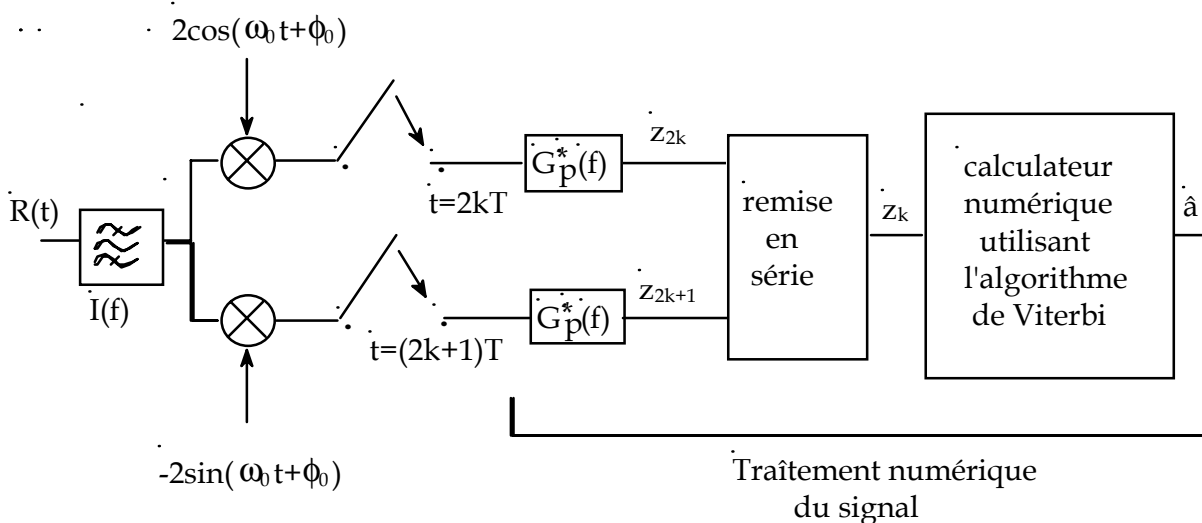 2cos(ω₀t+ϕ₀)
R(t)
I(f)
t=2kT
G*p(f)
z2k
t=(2k+1)T
G*p(f)
z2k+1
-2sin(ω₀t+ϕ₀)
remise
en
série
zk
calculateur
numérique
utilisant
l'algorithme
de Viterbi
â
Traîtement numérique
du signal